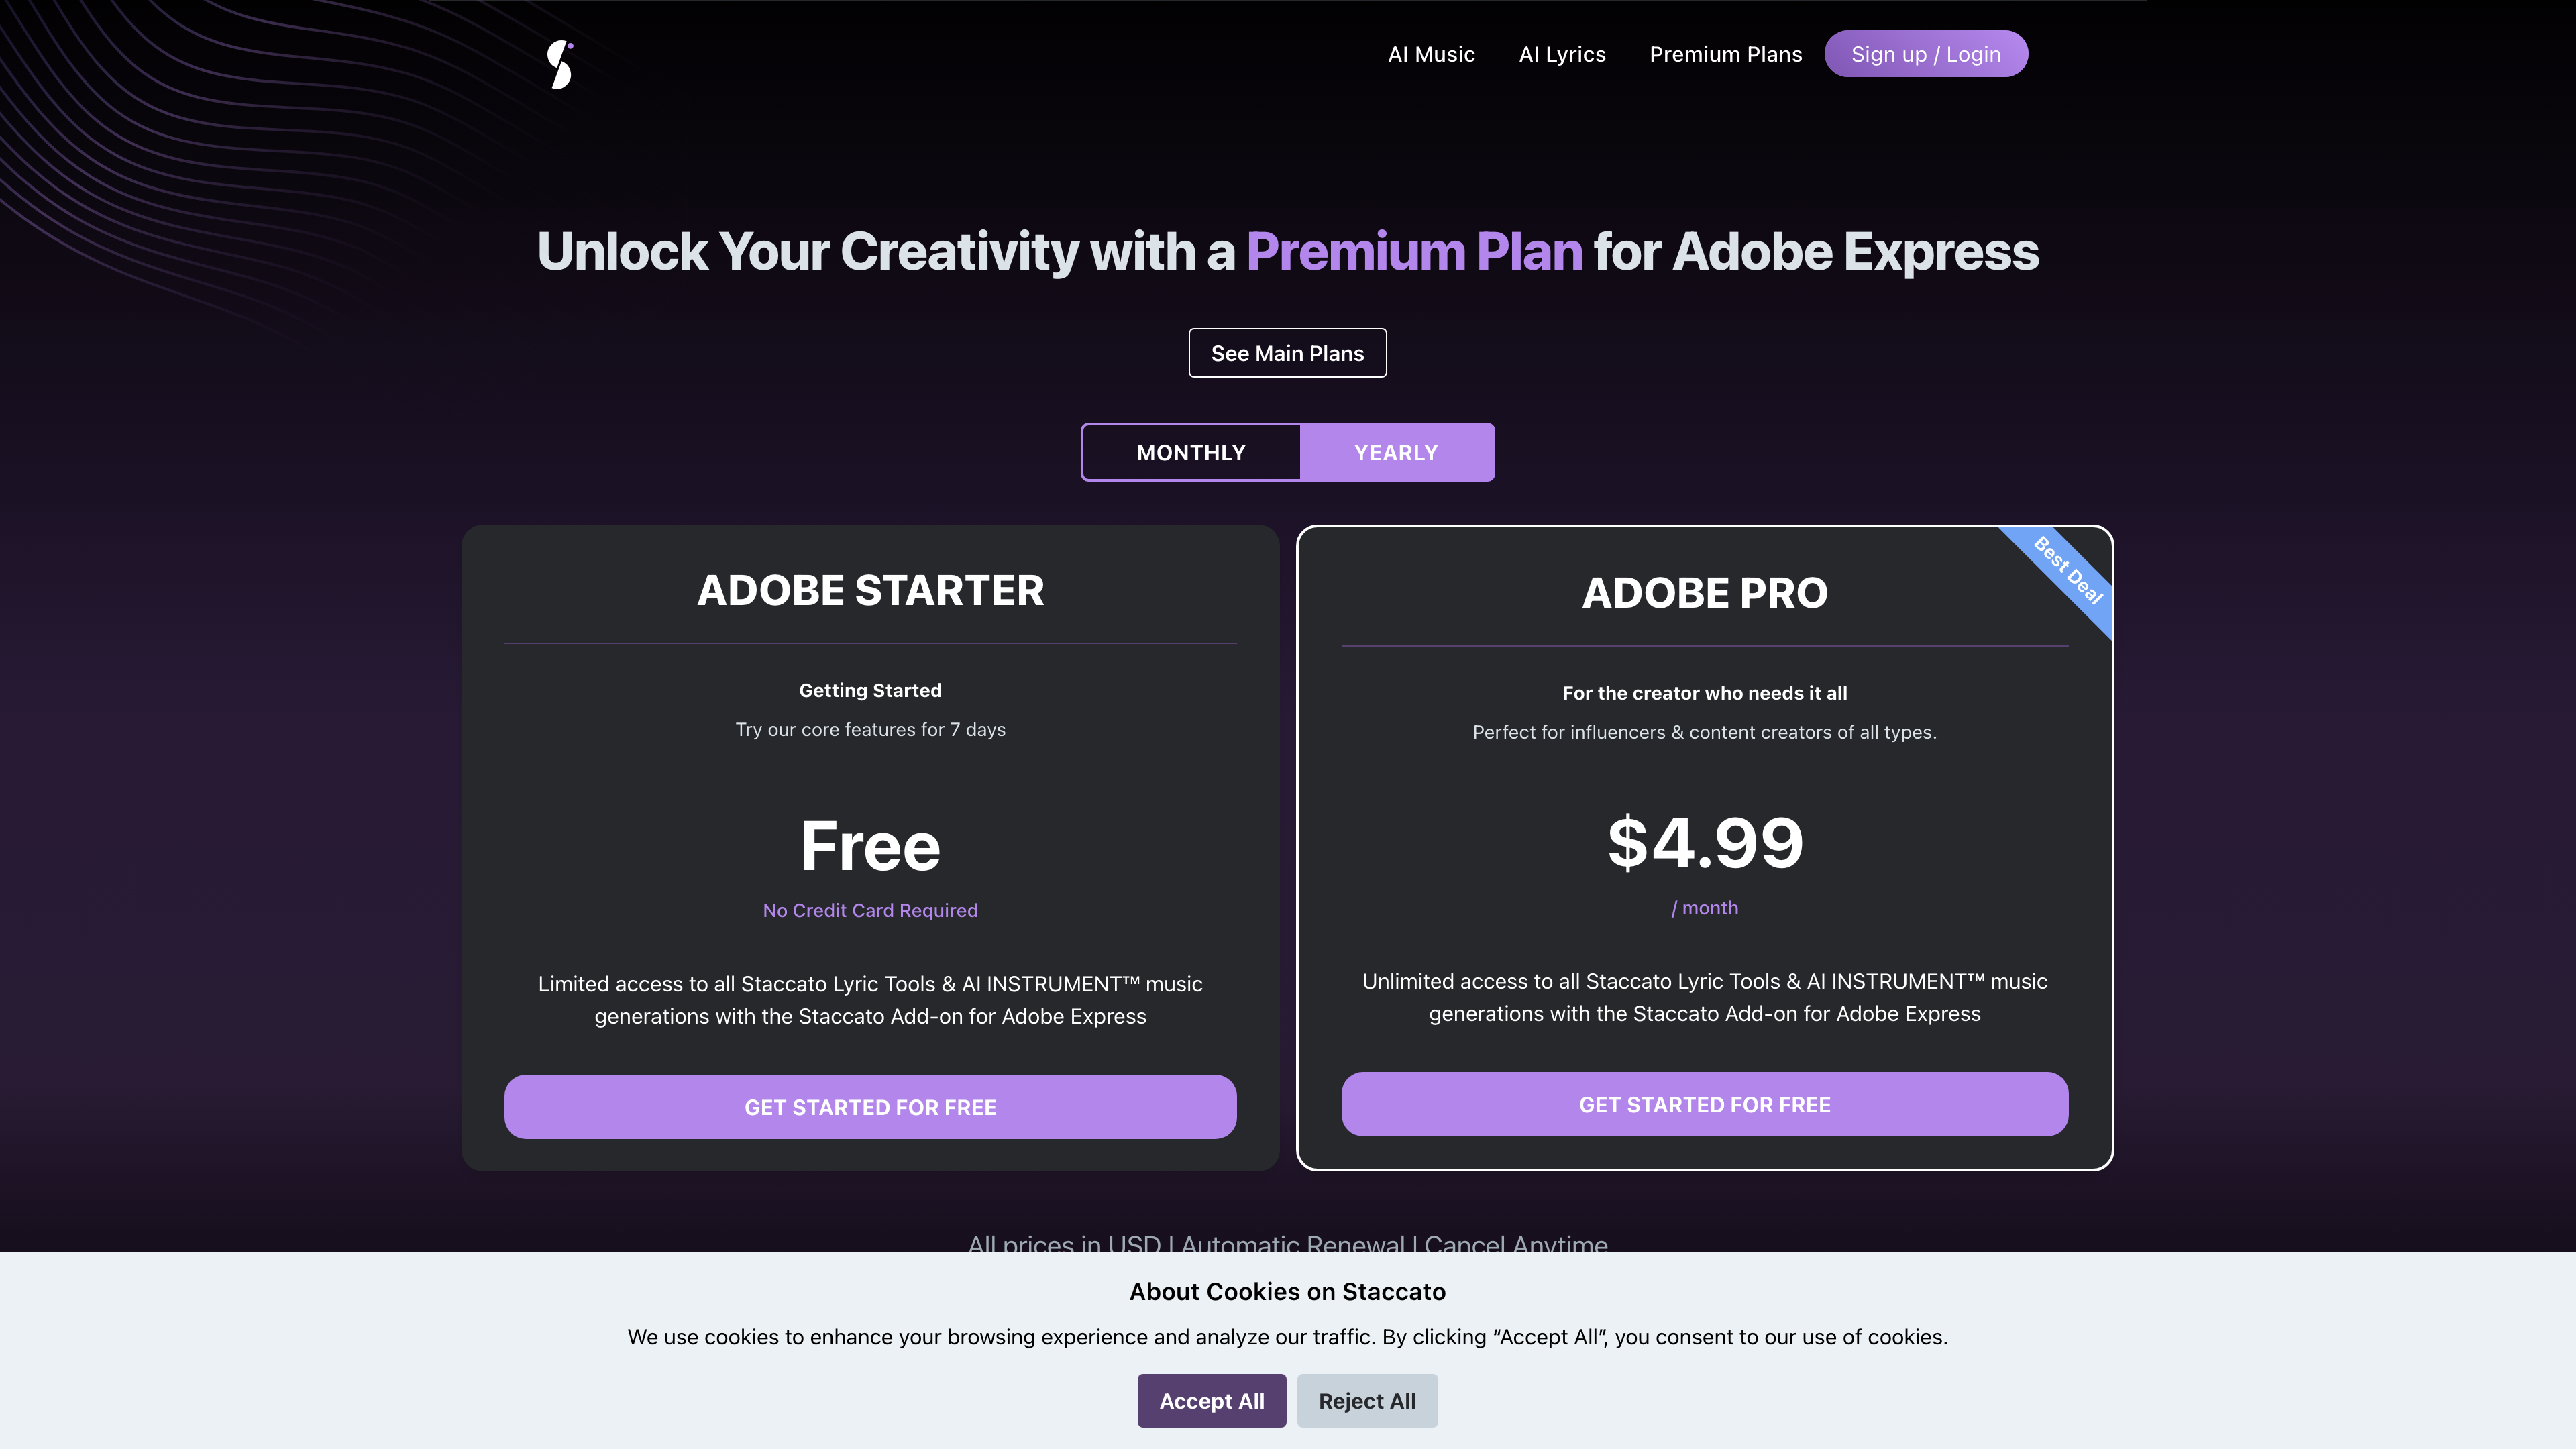 AI Music
AI Lyrics
Premium Plans
Sign up / Login
Unlock Your Creativity with a Premium Plan for Adobe Express
See Main Plans
MONTHLY
YEARLY
ADOBE STARTER
Getting Started
Try our core features for 7 days
Free
No Credit Card Required
Limited access to all Staccato Lyric Tools & AI INSTRUMENT™ music
generations with the Staccato Add-on for Adobe Express
GET STARTED FOR FREE
Best Deal
ADOBE PRO
For the creator who needs it all
Perfect for influencers & content creators of all types.
$4.99
/ month
Unlimited access to all Staccato Lyric Tools & AI INSTRUMENT™ music
generations with the Staccato Add-on for Adobe Express
GET STARTED FOR FREE
All prices in USD | Automatic Renewal | Cancel Anytime
About Cookies on Staccato
We use cookies to enhance your browsing experience and analyze our traffic. By clicking “Accept All”, you consent to our use of cookies.
Accept All
Reject All